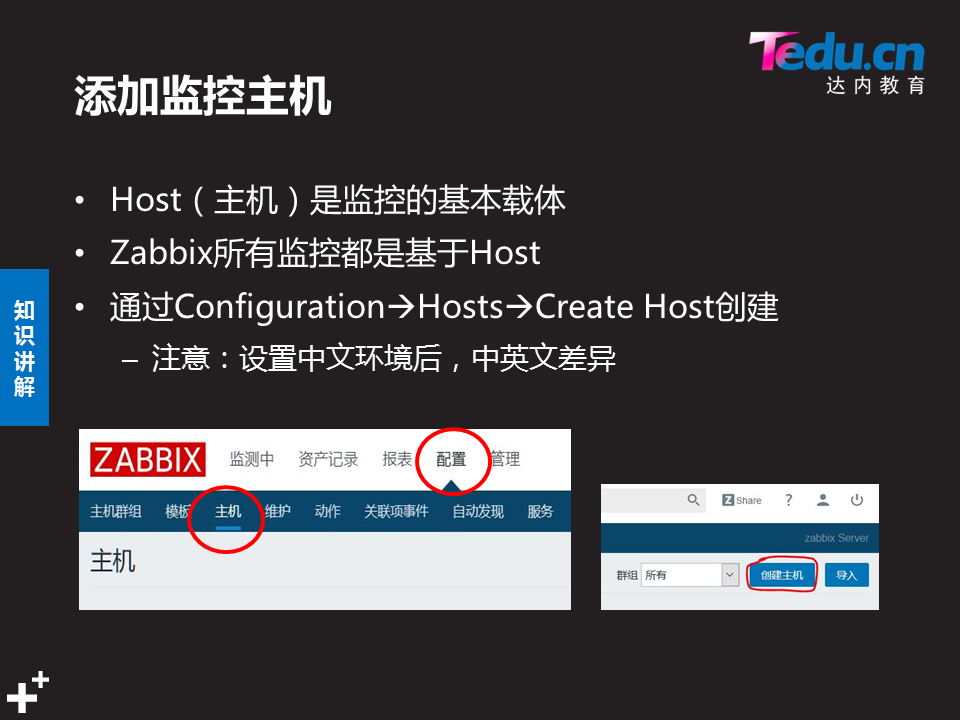 Tedu.cn
达内教育
添加监控主机
• Host（主机）是监控的基本载体
• Zabbix所有监控都是基于Host
• 通过Configuration→Hosts→Create Host创建
– 注意：设置中文环境后，中英文差异
知识讲解
ZABBIX 监测中 资产记录 报表 配置 管理
主机群组 模板 主机 维护 动作 关联项事件 自动发现 服务
主机
Z Share ?
zabbix Server
群组 所有 创建主机 导入